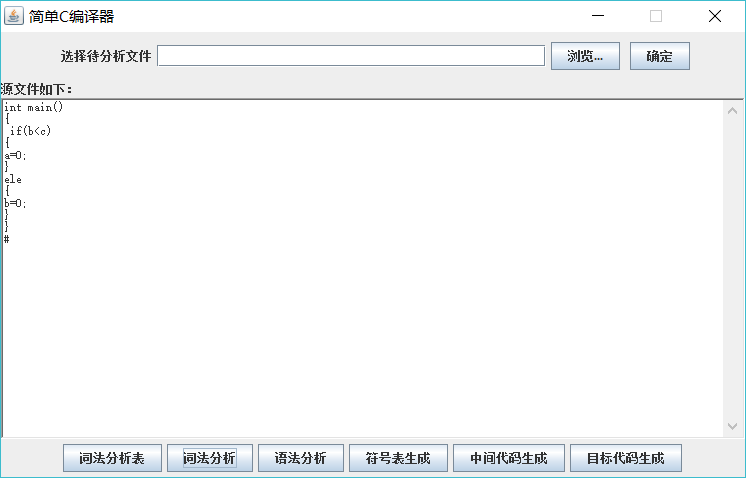 简单C编译器
选择待分析文件 浏览... 确定
源文件如下：
int main()
{
if(b<c)
{
a=0;
}
ele
{
b=0;
}
}
#
词法分析表 词法分析 语法分析 符号表生成 中间代码生成 目标代码生成